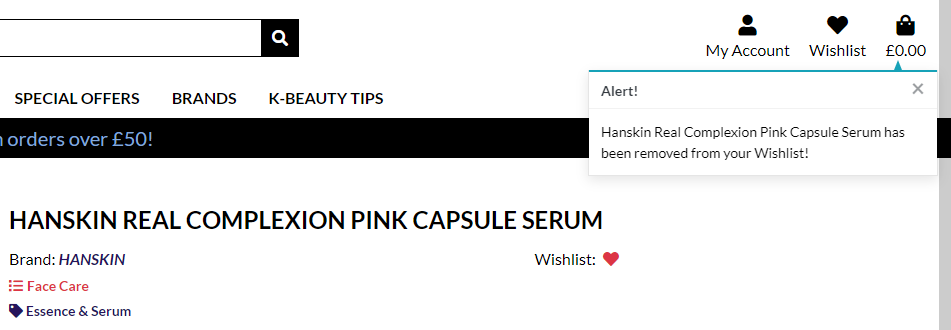 My Account Wishlist £0.00
SPECIAL OFFERS BRANDS K-BEAUTY TIPS
Alert!
orders over £50!
Hanskin Real Complexion Pink Capsule Serum has
been removed from your Wishlist!
HANSKIN REAL COMPLEXION PINK CAPSULE SERUM
Brand: HANSKIN
Wishlist:
Face Care
Essence & Serum